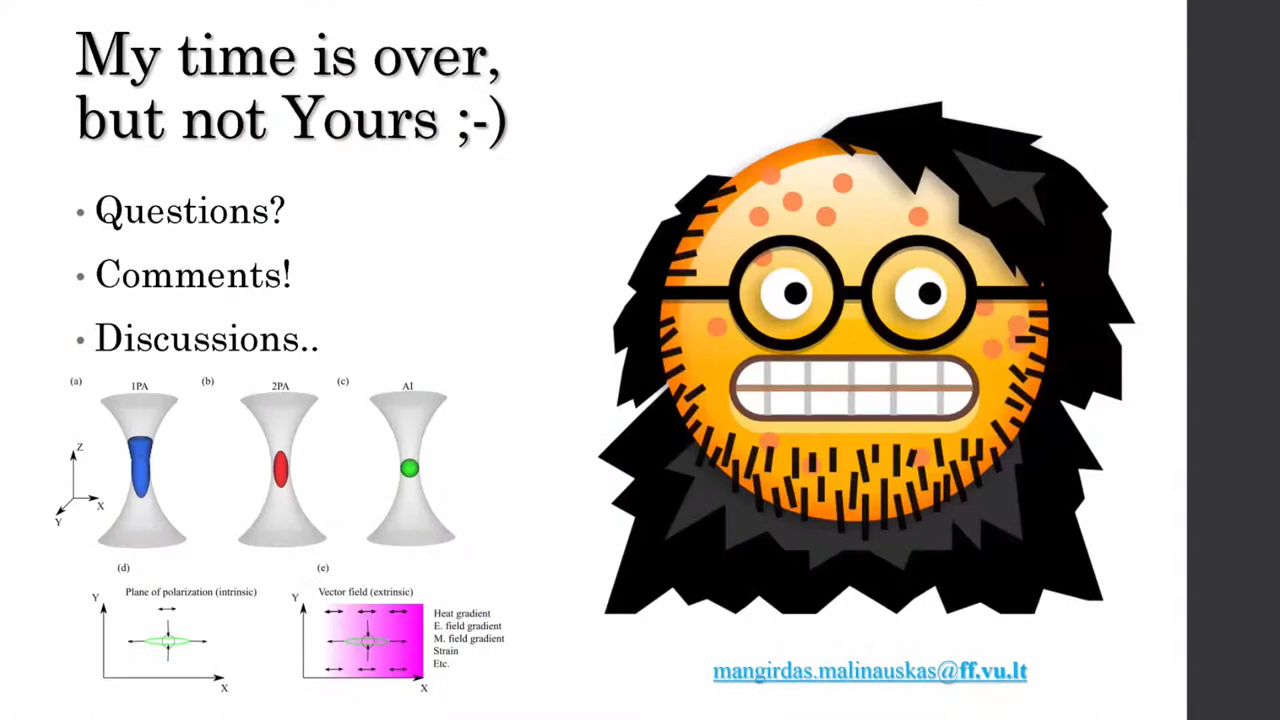 My time is over,
but not Yours ;-)
• Questions?
• Comments!
• Discussions..
(a)
1PA
(b)
2PA
(c)
AI
Z
X
Y
(d)
Plane of polarization (intrinsic)
Y
X
(e)
Vector field (extrinsic)
Y
X
Heat gradient
E. field gradient
M. field gradient
Strain
Etc.
mangirdas.malinauskas@ff.vu.lt